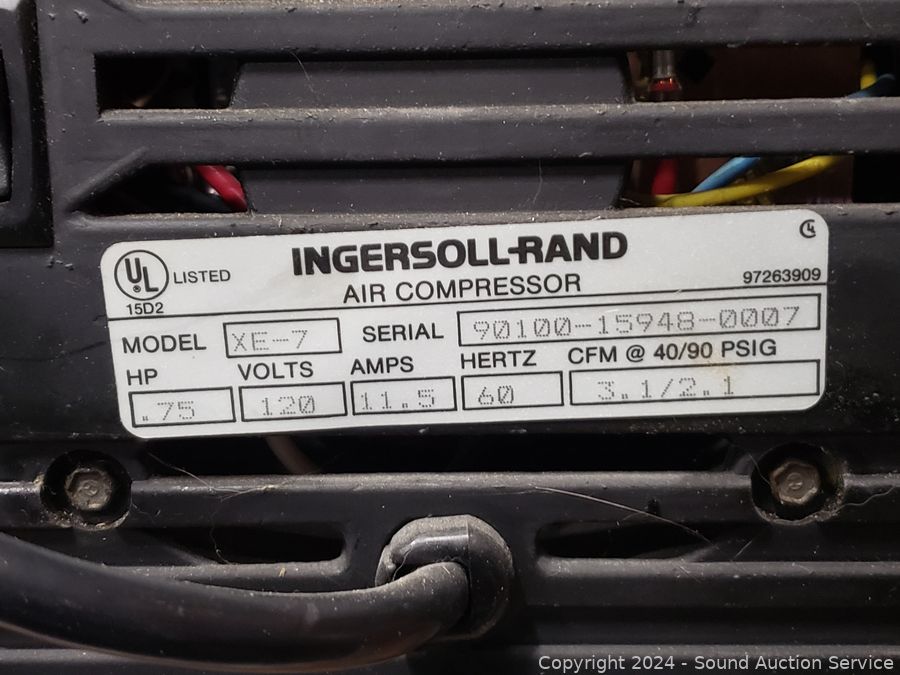 UL
®
LISTED
15D2
INGERSOLL-RAND
AIR COMPRESSOR
97263909
MODEL XE-7 SERIAL 90100-15948-0007
HP VOLTS AMPS HERTZ CFM @ 40/90 PSIG
.75 120 11.5 60 3.1/2.1
Copyright 2024 - Sound Auction Service